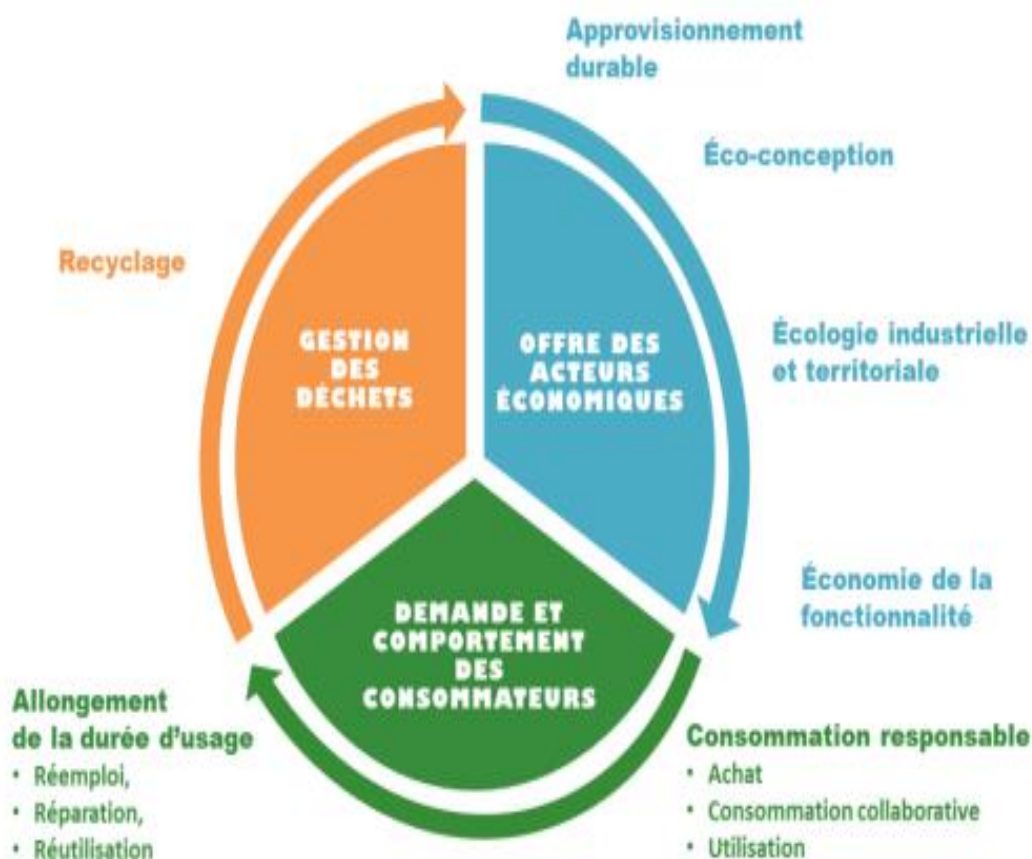 Approvisionnement
durable
Éco-conception
Écologie industrielle
et territoriale
Économie de la
fonctionnalité
Consommation responsable
• Achat
• Consommation collaborative
• Utilisation
Allongement
de la durée d'usage
• Réemploi,
• Réparation,
• Réutilisation
Recyclage
GESTION
DES
DÉCHETS
OFFRE DES
ACTEURS
ÉCONOMIQUES
DEMANDE ET
COMPORTEMENT
DES
CONSOMMATEURS